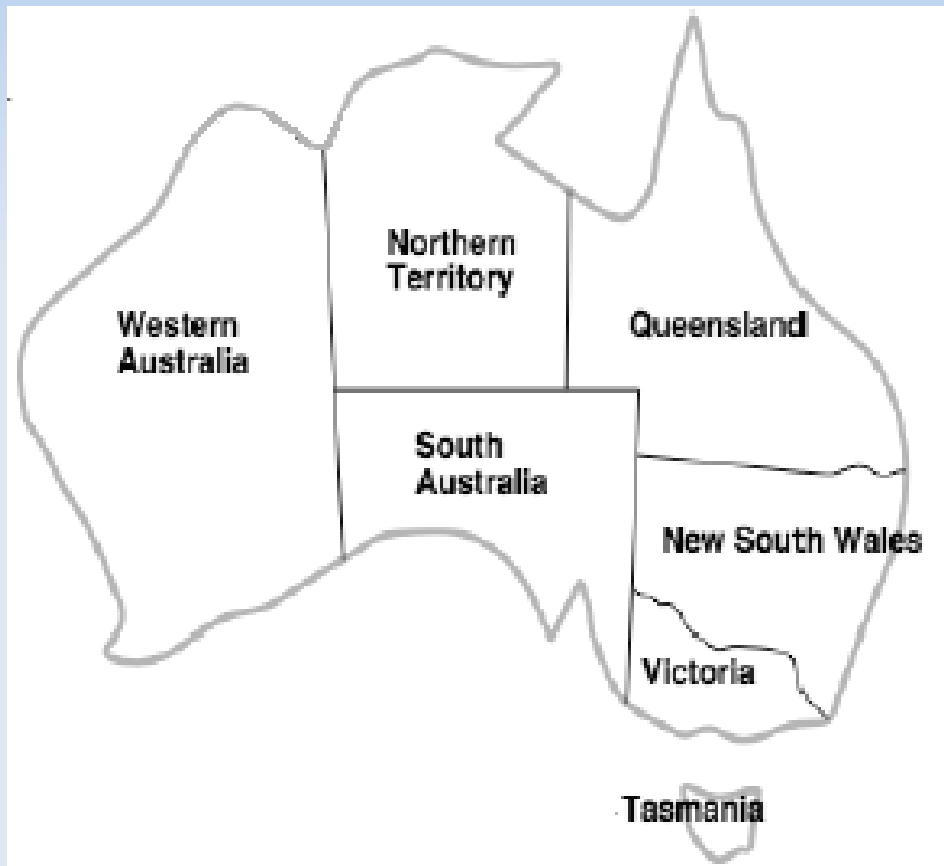 Northern
Territory
Western
Australia
Queensland
South
Australia
New South Wales
Victoria
Tasmania